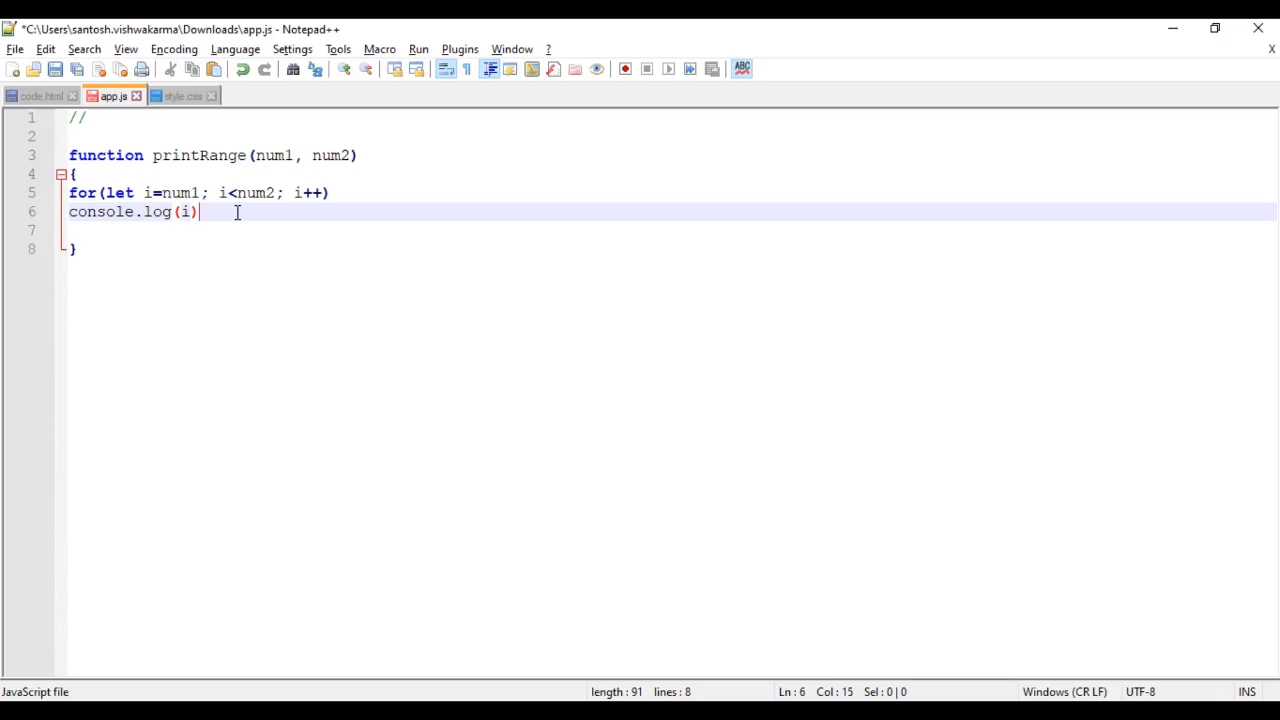 *C:\Users\santosh.vishwakarma\Downloads\app.js - Notepad++
File Edit Search View Encoding Language Settings Tools Macro Run Plugins Window ? X
ABC
code.html app.js style.css
1 //
2
3 function printRange(num1, num2)
4 {
5 for(let i=num1; i<num2; i++)
6 console.log(i)
7
8 }
JavaScript file length : 91 lines : 8 Ln : 6 Col : 15 Sel : 0 | 0 Windows (CR LF) UTF-8 INS